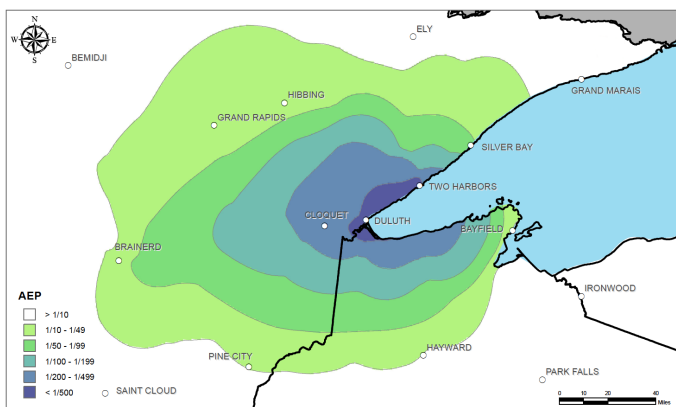 N
W E
S
ELY
BEMIDJI
GRAND MARAIS
HIBBING
GRAND RAPIDS
SILVER BAY
TWO HARBORS
CLOQUET
DULUTH
BAYFIELD
BRAINERD
IRONWOOD
AEP
> 1/10
1/10 - 1/49
1/50 - 1/99
1/100 - 1/199
1/200 - 1/499
< 1/500
PINE CITY
HAYWARD
PARK FALLS
SAINT CLOUD
0 10 20 40
Miles